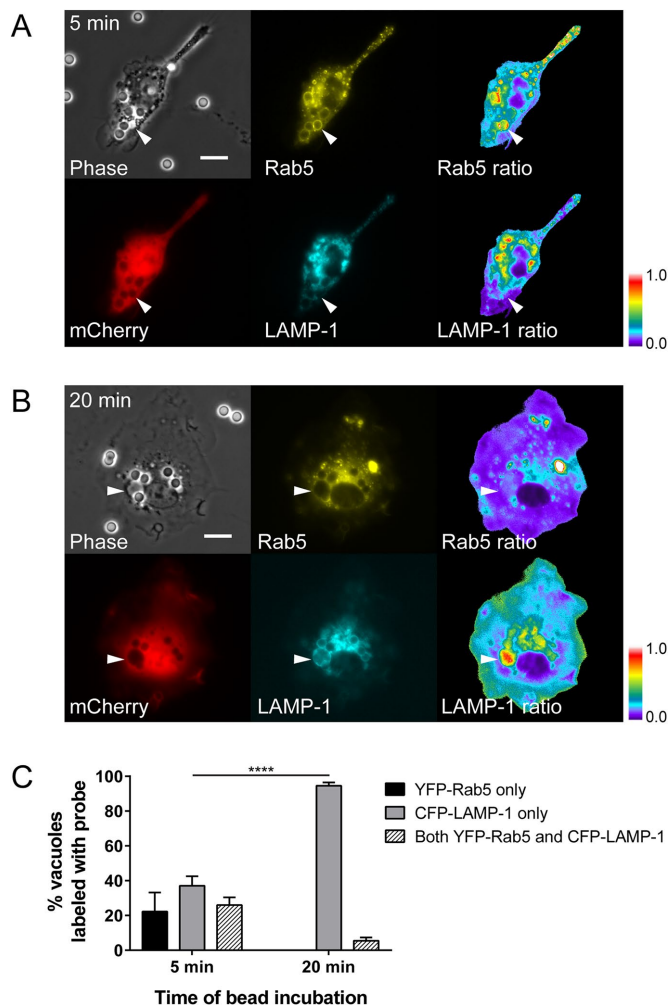 A
5 min
Phase
Rab5
Rab5 ratio
mCherry
LAMP-1
LAMP-1 ratio
1.0
0.0
B
20 min
Phase
Rab5
Rab5 ratio
mCherry
LAMP-1
LAMP-1 ratio
1.0
0.0
C
% vacuoles
labeled with probe
100
80
60
40
20
0
****
5 min
20 min
Time of bead incubation
YFP-Rab5 only
CFP-LAMP-1 only
Both YFP-Rab5 and CFP-LAMP-1